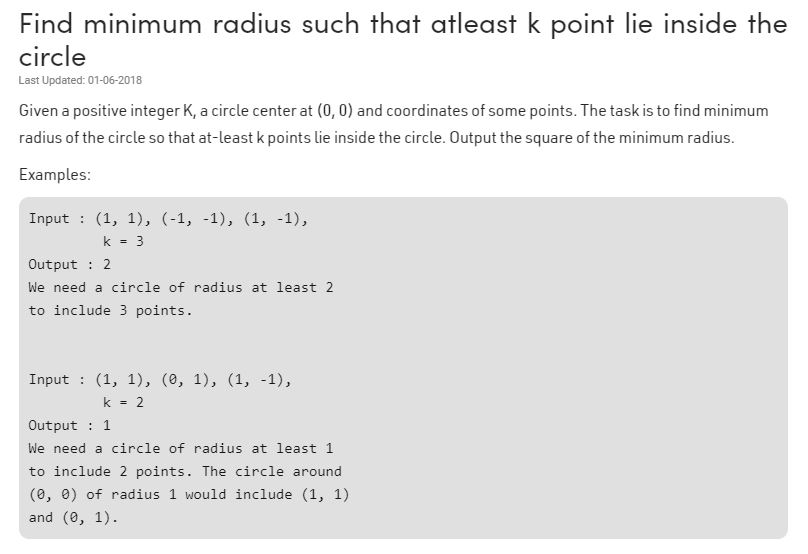 Find minimum radius such that atleast k point lie inside the
circle
Last Updated: 01-06-2018
Given a positive integer K, a circle center at (0, 0) and coordinates of some points. The task is to find minimum
radius of the circle so that at-least k points lie inside the circle. Output the square of the minimum radius.
Examples:
Input : (1, 1), (-1, -1), (1, -1),
k = 3
Output : 2
We need a circle of radius at least 2
to include 3 points.
Input : (1, 1), (0, 1), (1, -1),
k = 2
Output : 1
We need a circle of radius at least 1
to include 2 points. The circle around
(0, 0) of radius 1 would include (1, 1)
and (0, 1).